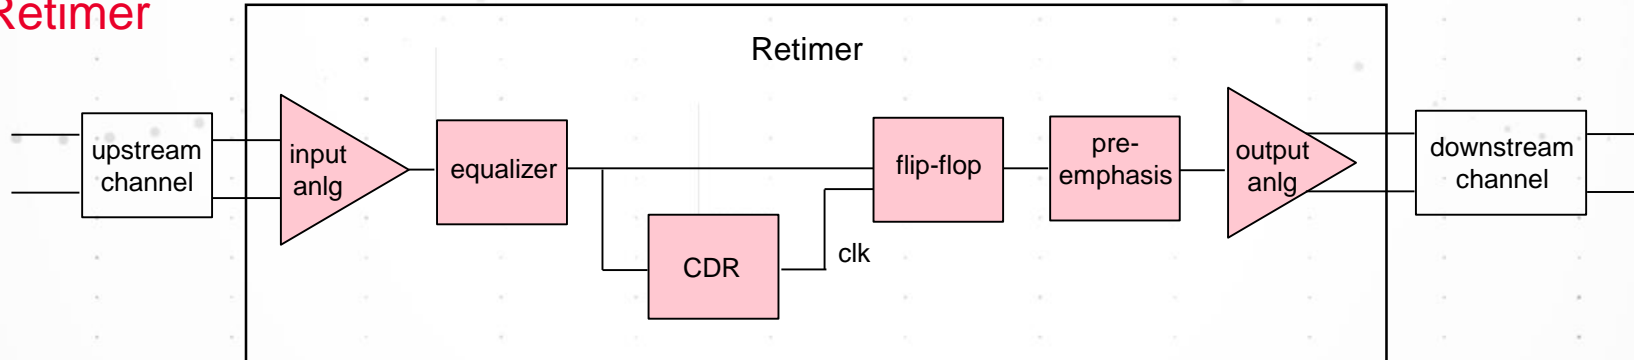 Retimer
Retimer
upstream
channel
input
anlg
equalizer
CDR
clk
flip-flop
pre-
emphasis
output
anlg
downstream
channel